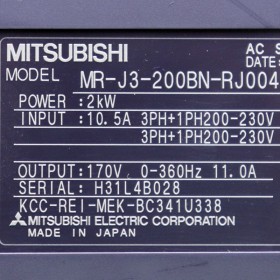 MITSUBISHI
AC S
DATE:
MODEL MR-J3-200BN-RJ004
POWER : 2kW
INPUT : 10.5A 3PH+1PH200-230V
3PH+1PH200-230V
OUTPUT: 170V 0-360Hz 11.0A
SERIAL: H31L4B028
KCC-REI-MEK-BC341U338
MITSUBISHI ELECTRIC CORPORATION
MADE IN JAPAN